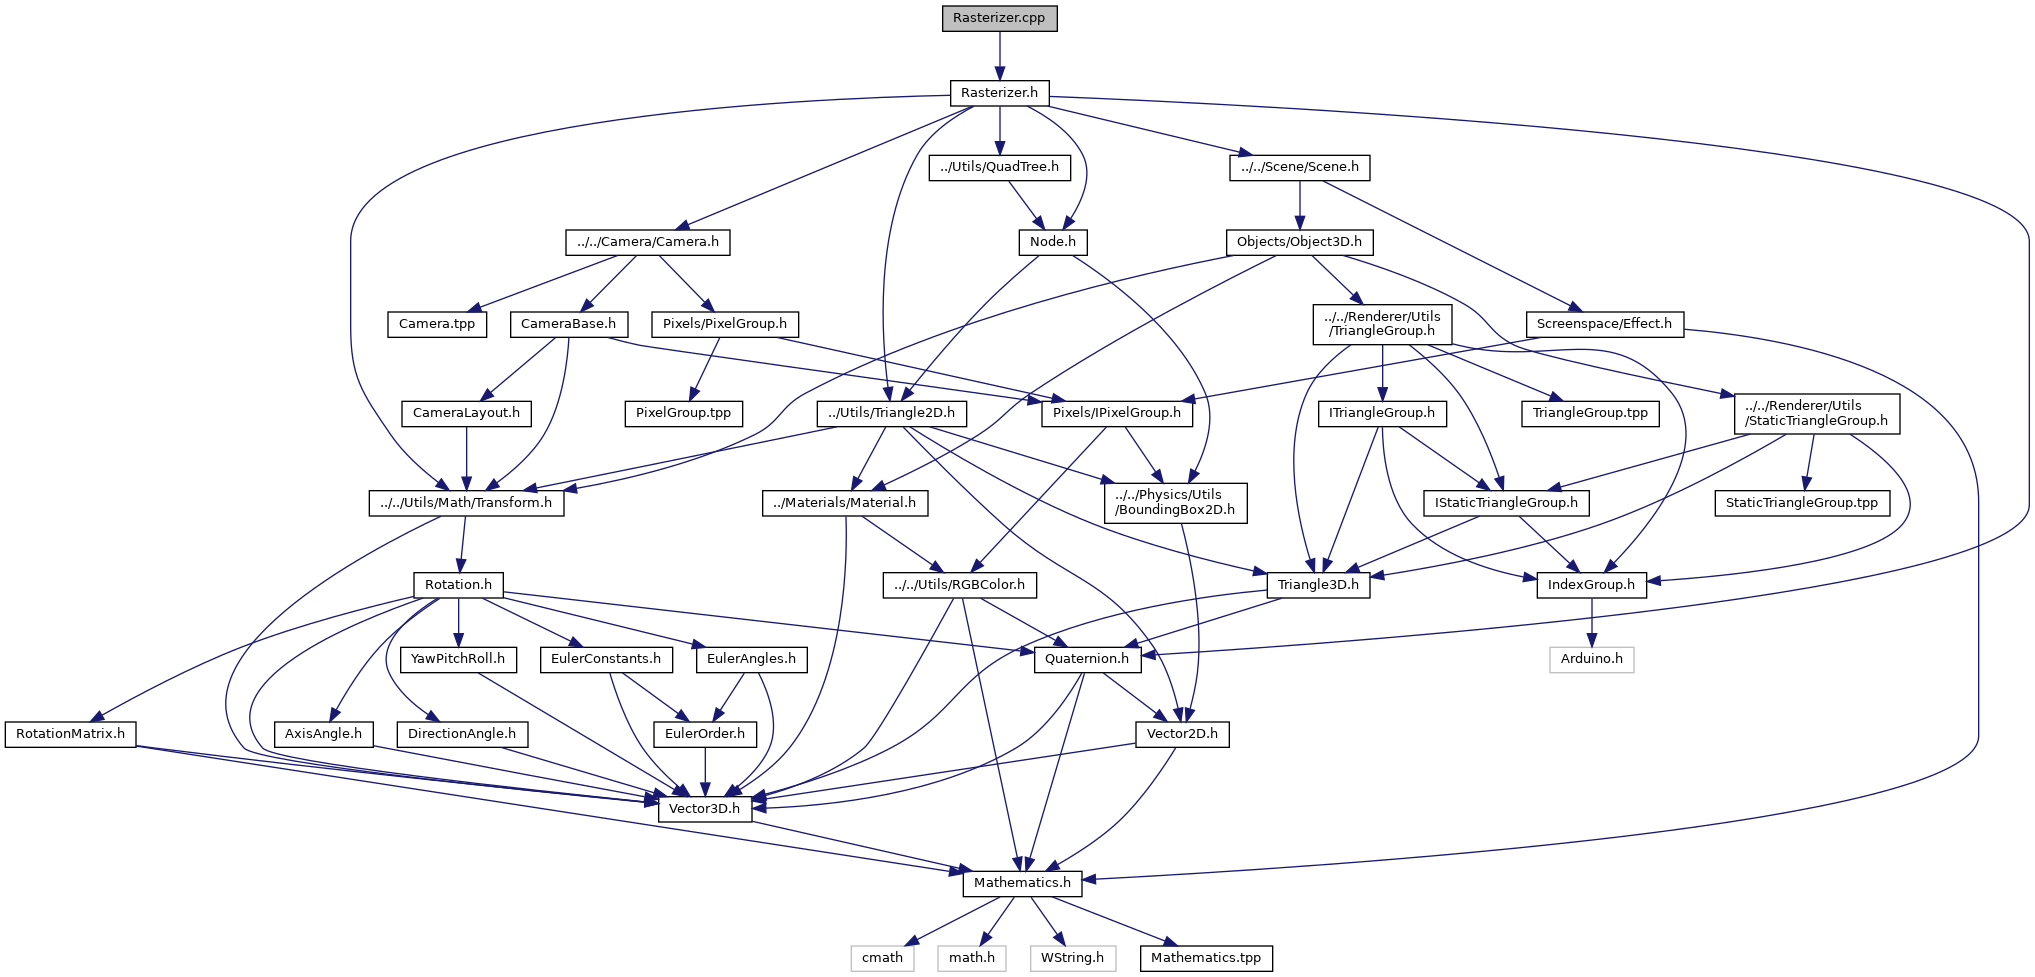 Rasterizer.cpp
Rasterizer.h
../Utils/QuadTree.h
../../Scene/Scene.h
../../Camera/Camera.h
Node.h
Objects/Object3D.h
Camera.tpp
CameraBase.h
Pixels/PixelGroup.h
../../Renderer/Utils
/TriangleGroup.h
Screenspace/Effect.h
CameraLayout.h
PixelGroup.tpp
../Utils/Triangle2D.h
Pixels/IPixelGroup.h
ITriangleGroup.h
TriangleGroup.tpp
../../Renderer/Utils
/StaticTriangleGroup.h
../../Utils/Math/Transform.h
../Materials/Material.h
../../Physics/Utils
/BoundingBox2D.h
IStaticTriangleGroup.h
StaticTriangleGroup.tpp
Rotation.h
../../Utils/RGBColor.h
Triangle3D.h
IndexGroup.h
YawPitchRoll.h
EulerConstants.h
EulerAngles.h
Quaternion.h
Arduino.h
RotationMatrix.h
AxisAngle.h
DirectionAngle.h
EulerOrder.h
Vector2D.h
Vector3D.h
Mathematics.h
cmath
math.h
WString.h
Mathematics.tpp